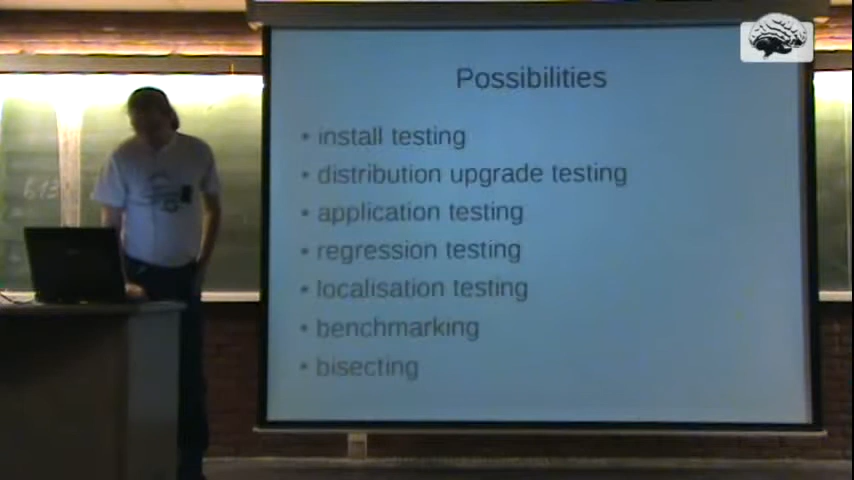 Possibilities
• install testing
• distribution upgrade testing
• application testing
• regression testing
• localisation testing
• benchmarking
• bisecting